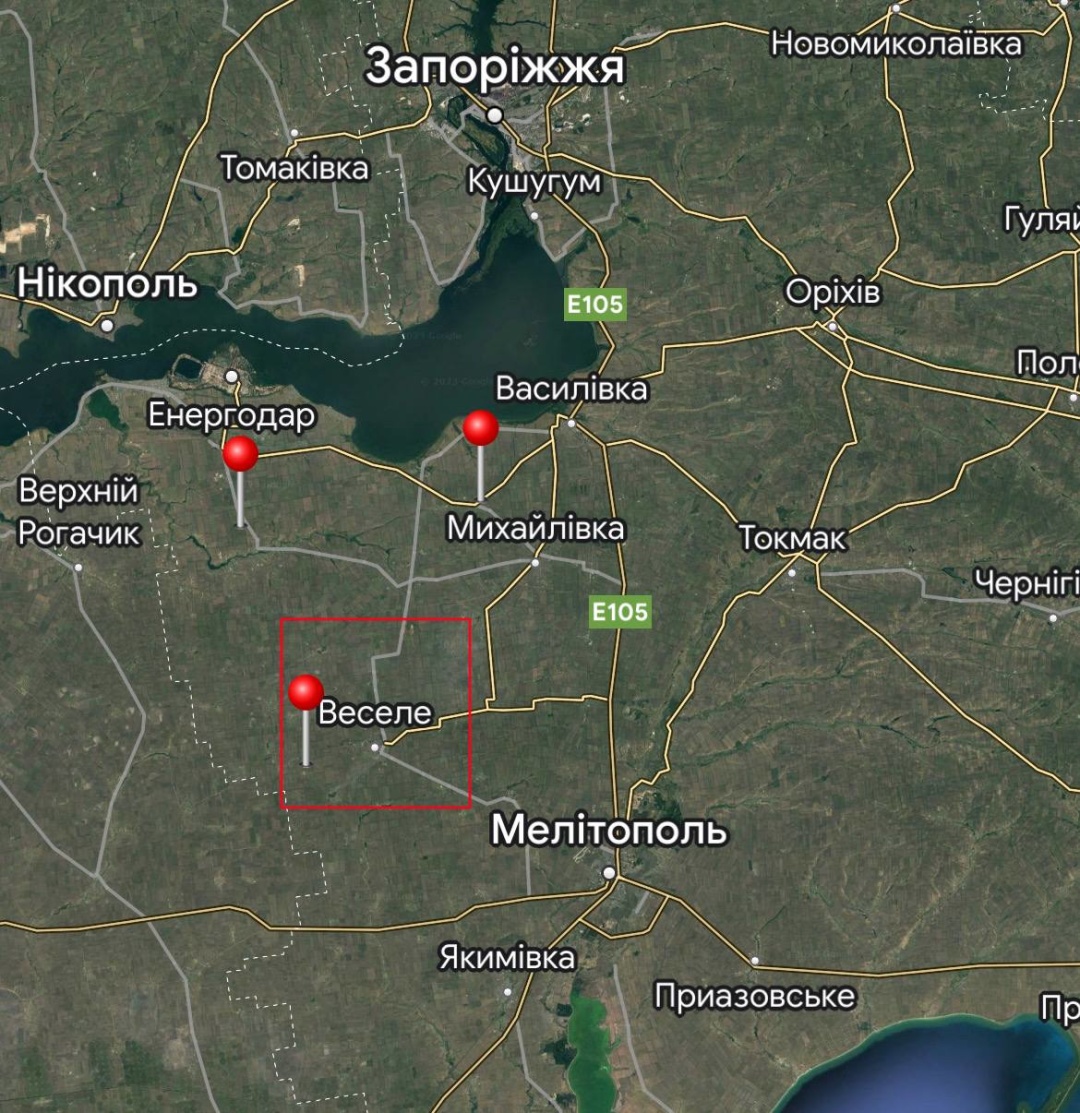 Новомиколаївка
Запоріжжя
Томаківка
Кушугум
Гуляй
Нікополь
Оріхів
E105
Поло
Василівка
Енергодар
Верхній
Рогачик
Михайлівка
Токмак
Чернігі
E105
Веселе
Мелітополь
Якимівка
Приазовське
Пр